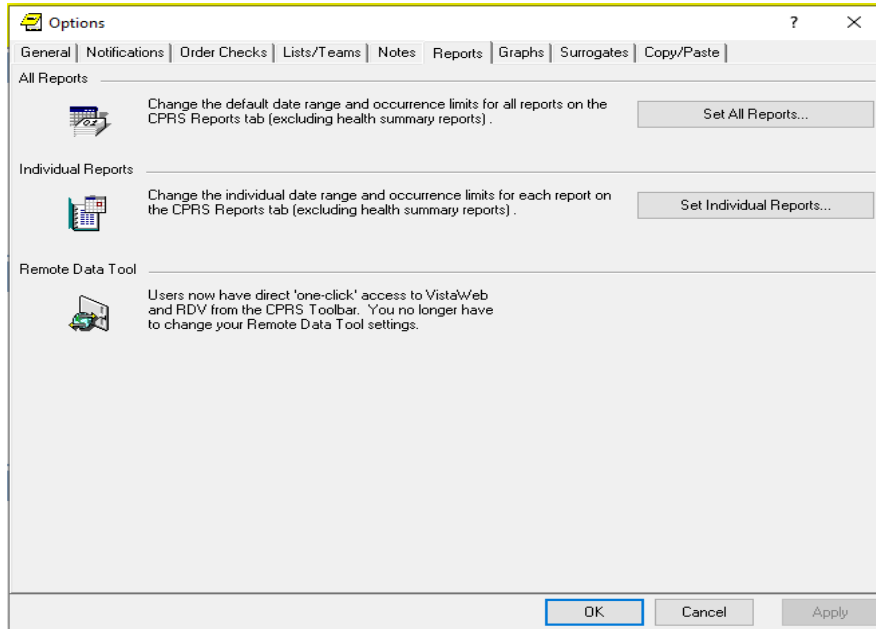 Options
General Notifications Order Checks Lists/Teams Notes Reports Graphs Surrogates Copy/Paste
All Reports
Change the default date range and occurrence limits for all reports on the
CPRS Reports tab (excluding health summary reports) .
Set All Reports...
Individual Reports
Change the individual date range and occurrence limits for each report on
the CPRS Reports tab (excluding health summary reports) .
Set Individual Reports...
Remote Data Tool
Users now have direct 'one-click' access to VistaWeb
and RDV from the CPRS Toolbar. You no longer have
to change your Remote Data Tool settings.
OK Cancel Apply